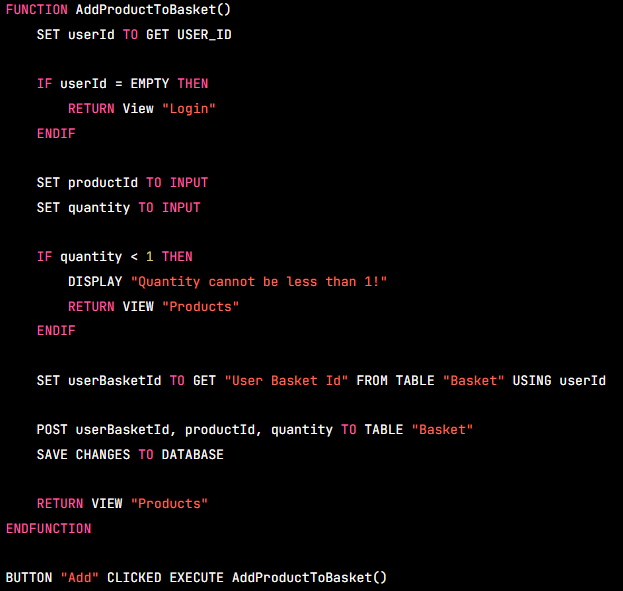 FUNCTION AddProductToBasket()
    SET userId TO GET USER_ID

    IF userId = EMPTY THEN
        RETURN View "Login"
    ENDIF

    SET productId TO INPUT
    SET quantity TO INPUT

    IF quantity < 1 THEN
        DISPLAY "Quantity cannot be less than 1!"
        RETURN VIEW "Products"
    ENDIF

    SET userBasketId TO GET "User Basket Id" FROM TABLE "Basket" USING userId

    POST userBasketId, productId, quantity TO TABLE "Basket"
    SAVE CHANGES TO DATABASE

    RETURN VIEW "Products"
ENDFUNCTION

BUTTON "Add" CLICKED EXECUTE AddProductToBasket()